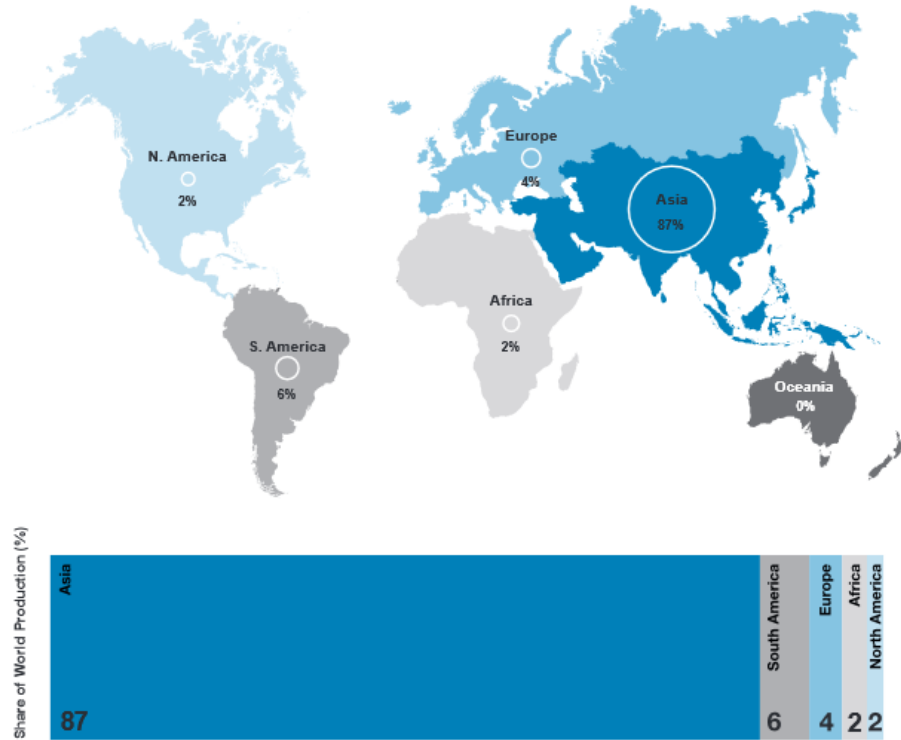 N. America
2%
Europe
4%
Asia
87%
Africa
2%
S. America
6%
Oceania
0%
Share of World Production (%)
Asia
87
South America
6
Europe
4
Africa
2
North America
2